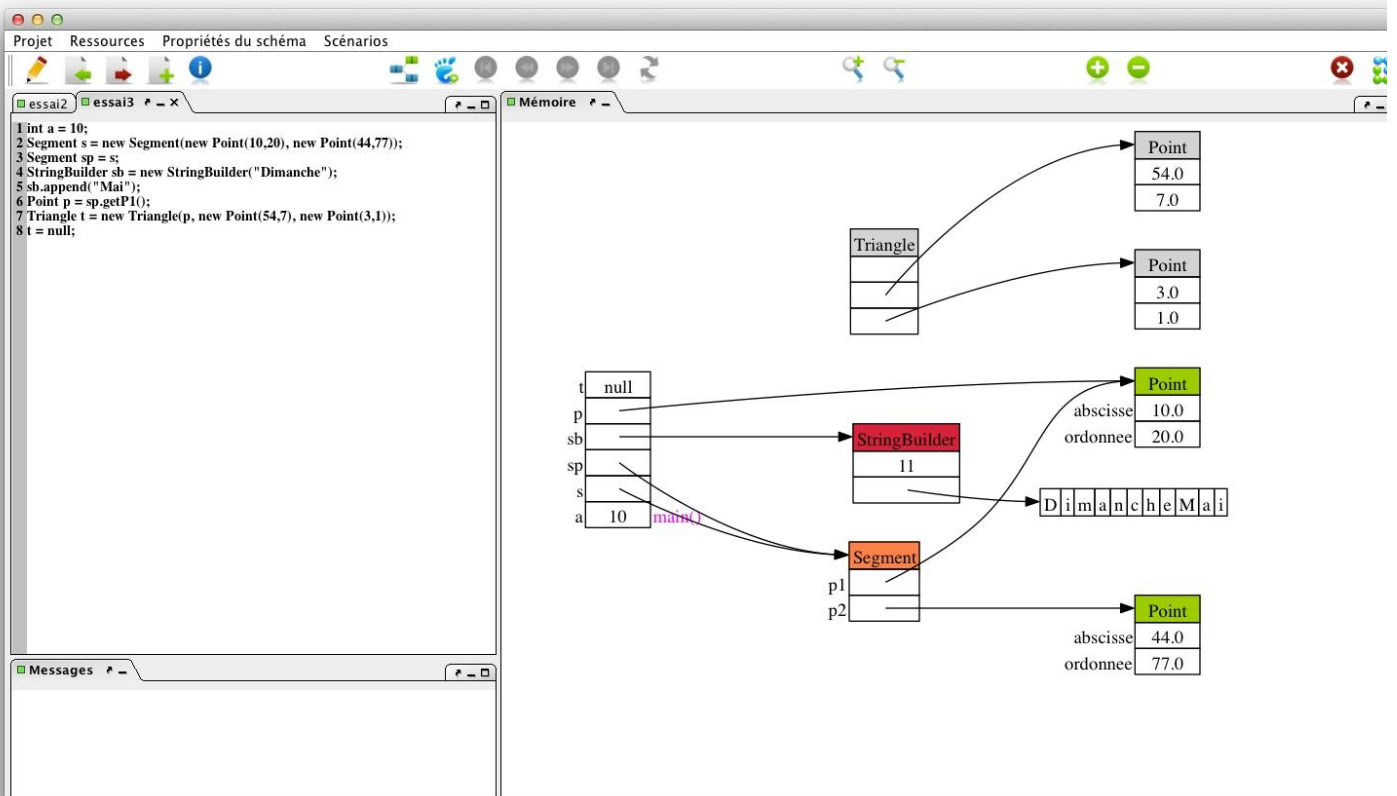 Projet Ressources Propriétés du schéma Scénarios
essai2 essai3
1 int a = 10;
2 Segment s = new Segment(new Point(10,20), new Point(44,77));
3 Segment sp = s;
4 StringBuilder sb = new StringBuilder("Dimanche");
5 sb.append("Mai");
6 Point p = sp.getP1();
7 Triangle t = new Triangle(p, new Point(54,7), new Point(3,1));
8 t = null;
Messages
Mémoire
Point
54.0
7.0
Triangle
Point
3.0
1.0
t null
p
sb
sp
s
a 10 main()
Point
abscisse 10.0
ordonnee 20.0
StringBuilder
11
DimancheMai
Segment
p1
p2
Point
abscisse 44.0
ordonnee 77.0